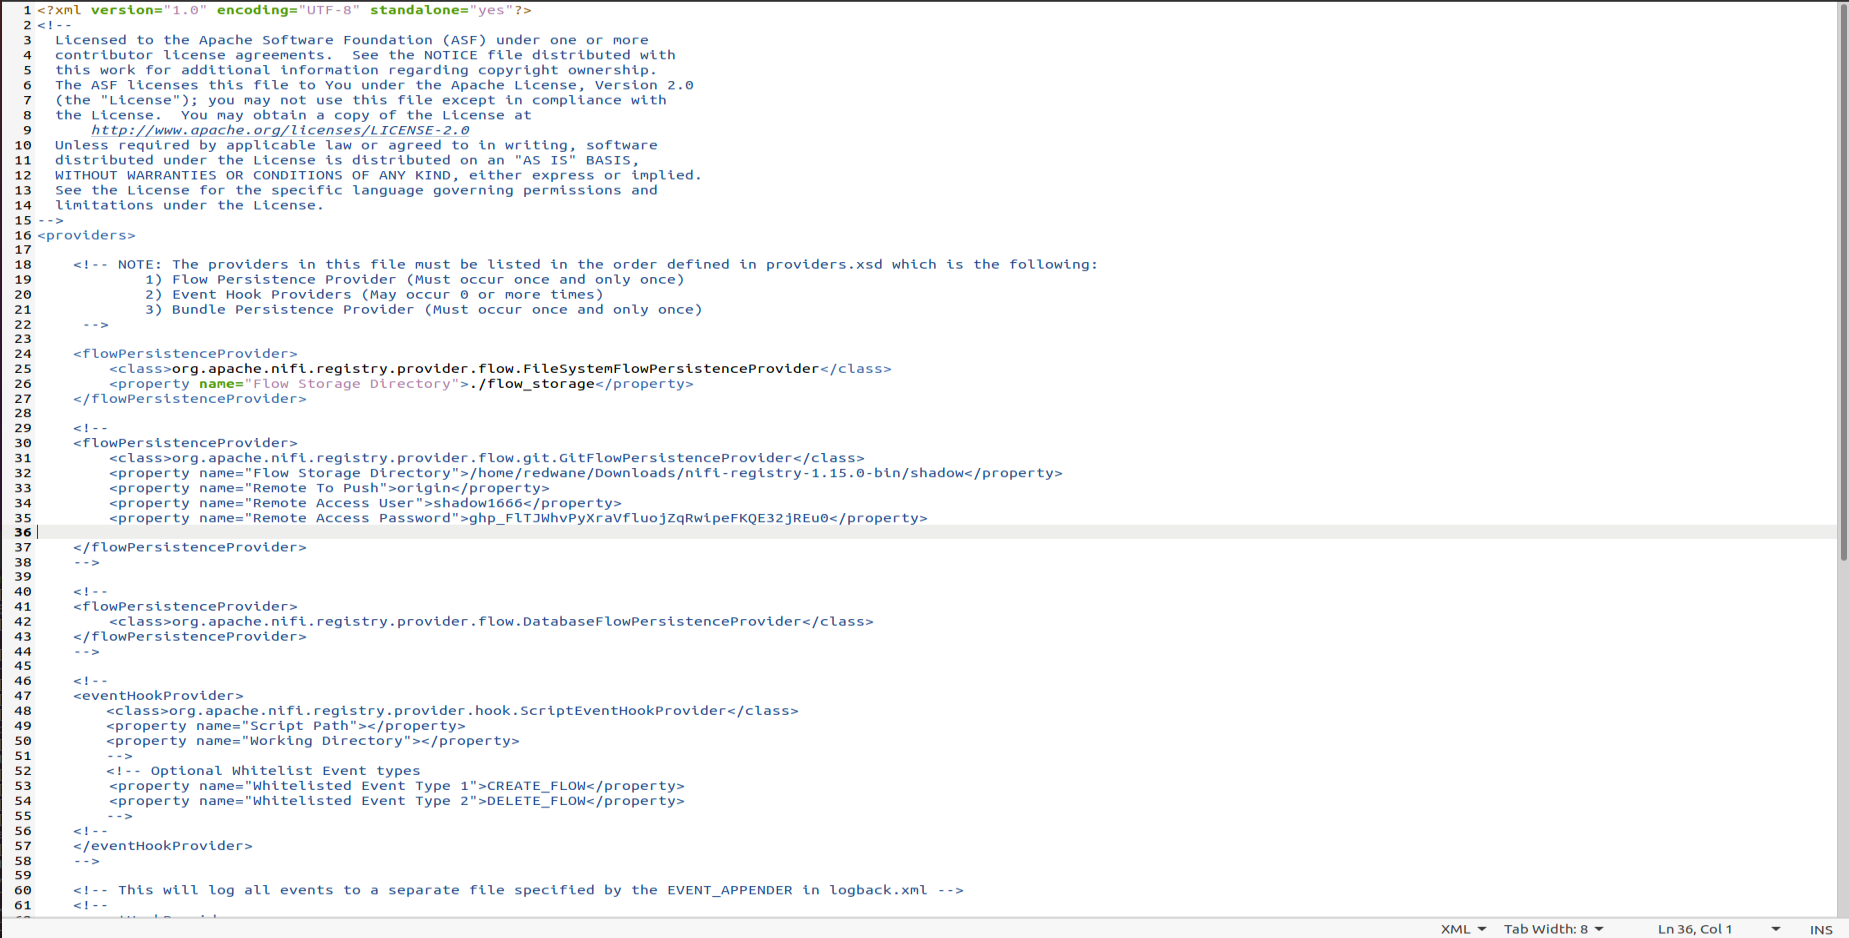 1 <?xml version="1.0" encoding="UTF-8" standalone="yes"?>
2 <!--
3   Licensed to the Apache Software Foundation (ASF) under one or more
4   contributor license agreements.  See the NOTICE file distributed with
5   this work for additional information regarding copyright ownership.
6   The ASF licenses this file to You under the Apache License, Version 2.0
7   (the "License"); you may not use this file except in compliance with
8   the License.  You may obtain a copy of the License at
9       http://www.apache.org/licenses/LICENSE-2.0
10   Unless required by applicable law or agreed to in writing, software
11   distributed under the License is distributed on an "AS IS" BASIS,
12   WITHOUT WARRANTIES OR CONDITIONS OF ANY KIND, either express or implied.
13   See the License for the specific language governing permissions and
14   limitations under the License.
15 -->
16 <providers>
17
18     <!-- NOTE: The providers in this file must be listed in the order defined in providers.xsd which is the following:
19             1) Flow Persistence Provider (Must occur once and only once)
20             2) Event Hook Providers (May occur 0 or more times)
21             3) Bundle Persistence Provider (Must occur once and only once)
22      -->
23
24     <flowPersistenceProvider>
25         <class>org.apache.nifi.registry.provider.flow.FileSystemFlowPersistenceProvider</class>
26         <property name="Flow Storage Directory">./flow_storage</property>
27     </flowPersistenceProvider>
28
29     <!--
30     <flowPersistenceProvider>
31         <class>org.apache.nifi.registry.provider.flow.git.GitFlowPersistenceProvider</class>
32         <property name="Flow Storage Directory">/home/redwane/Downloads/nifi-registry-1.15.0-bin/shadow</property>
33         <property name="Remote To Push">origin</property>
34         <property name="Remote Access User">shadow1666</property>
35         <property name="Remote Access Password">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</property>
36
37     </flowPersistenceProvider>
38     -->
39
40     <!--
41     <flowPersistenceProvider>
42         <class>org.apache.nifi.registry.provider.flow.DatabaseFlowPersistenceProvider</class>
43     </flowPersistenceProvider>
44     -->
45
46     <!--
47     <eventHookProvider>
48         <class>org.apache.nifi.registry.provider.hook.ScriptEventHookProvider</class>
49         <property name="Script Path"></property>
50         <property name="Working Directory"></property>
51         -->
52         <!-- Optional Whitelist Event types
53         <property name="Whitelisted Event Type 1">CREATE_FLOW</property>
54         <property name="Whitelisted Event Type 2">DELETE_FLOW</property>
55         -->
56     <!--
57     </eventHookProvider>
58     -->
59
60     <!-- This will log all events to a separate file specified by the EVENT_APPENDER in logback.xml -->
61     <!--
XML Tab Width: 8 Ln 36, Col 1 INS